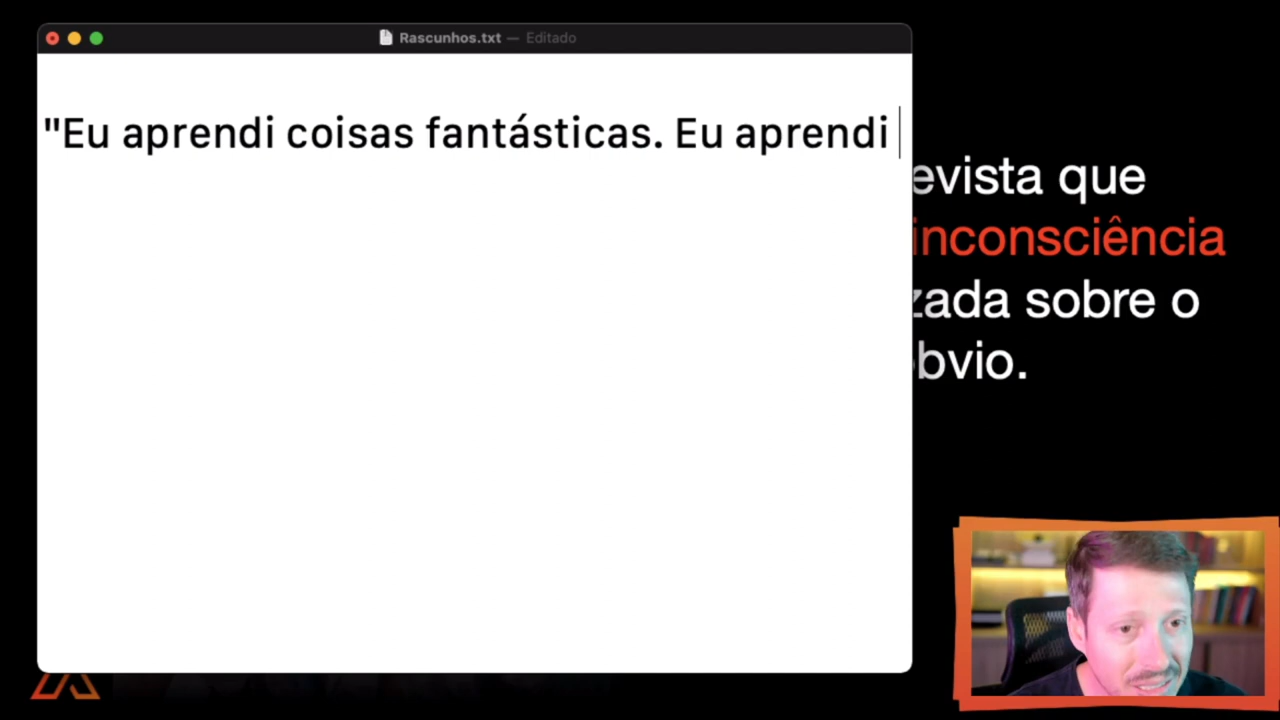 Rascunhos.txt — Editado
"Eu aprendi coisas fantásticas. Eu aprendi
evista que
inconsciência
zada sobre o
bvio.